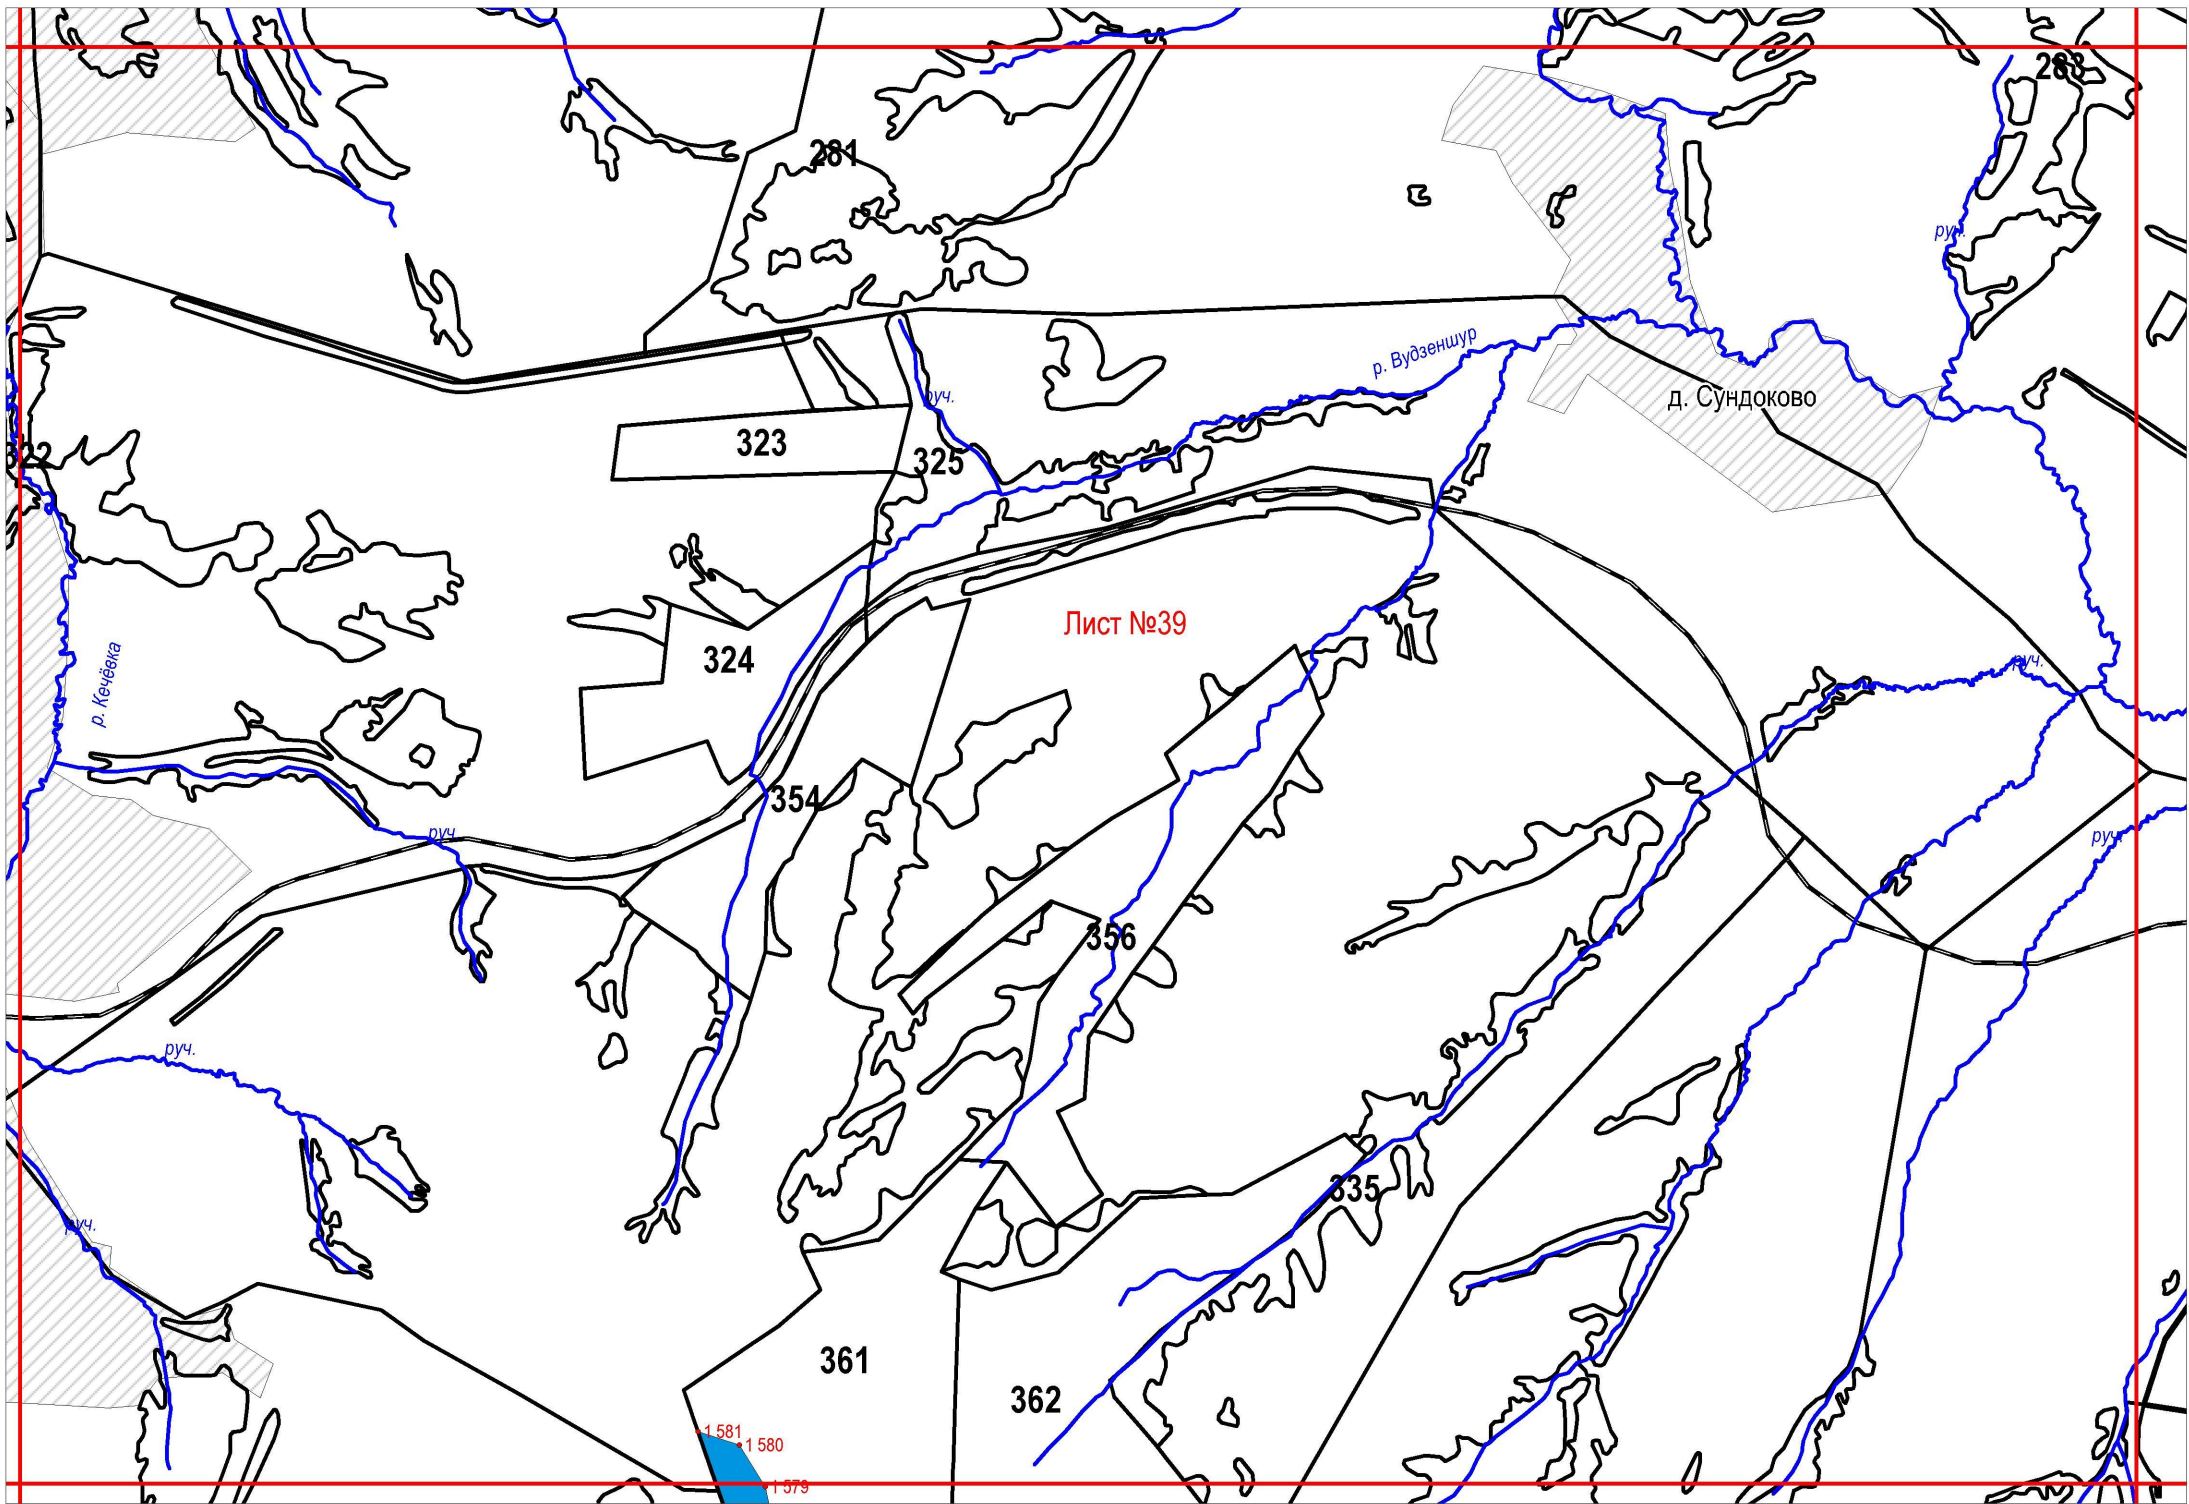 283
281
руч.
р. Вудзеншур
руч.
д. Сундоково
323
325
322
Лист №39
324
руч.
р. Кечёвка
354
руч.
руч.
356
руч.
335
руч.
361
362
1 581
1 580
1 579